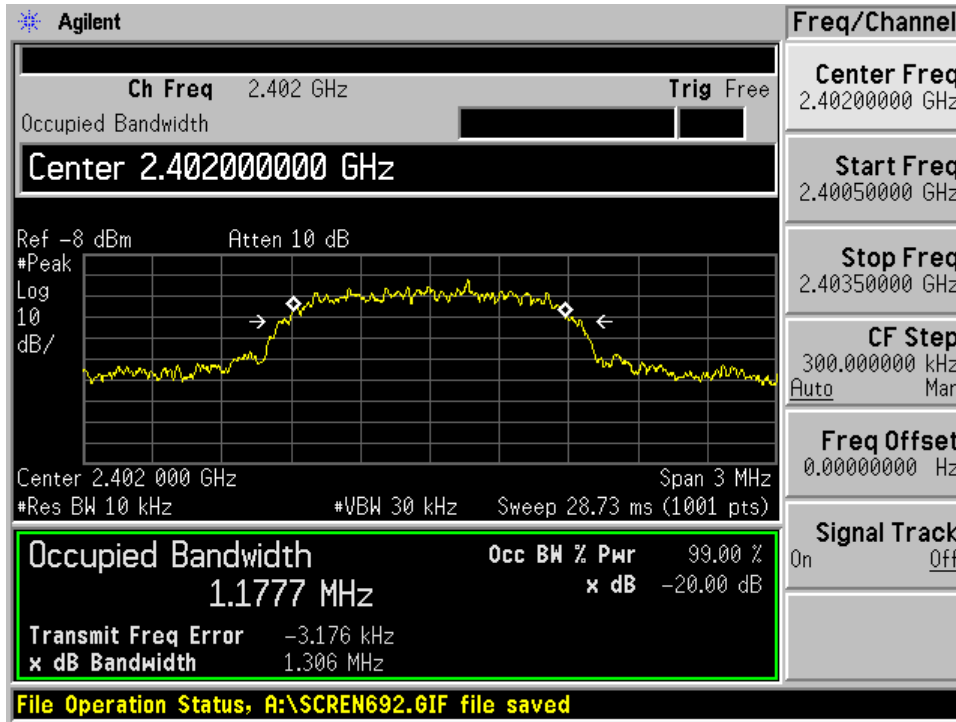 Agilent
Freq/Channel
Ch Freq 2.402 GHz Trig Free
Occupied Bandwidth
Center 2.402000000 GHz
Ref -8 dBm Atten 10 dB
#Peak
Log
10
dB/
Center 2.402 000 GHz Span 3 MHz
#Res BW 10 kHz #VBW 30 kHz Sweep 28.73 ms (1001 pts)
Occupied Bandwidth
1.1777 MHz
Occ BW % Pwr 99.00 %
x dB -20.00 dB
Transmit Freq Error -3.176 kHz
x dB Bandwidth 1.306 MHz
File Operation Status, A:\SCREN692.GIF file saved
Center Freq
2.40200000 GHz
Start Freq
2.40050000 GHz
Stop Freq
2.40350000 GHz
CF Step
300.000000 kHz
Auto Man
Freq Offset
0.00000000 Hz
Signal Track
On Off